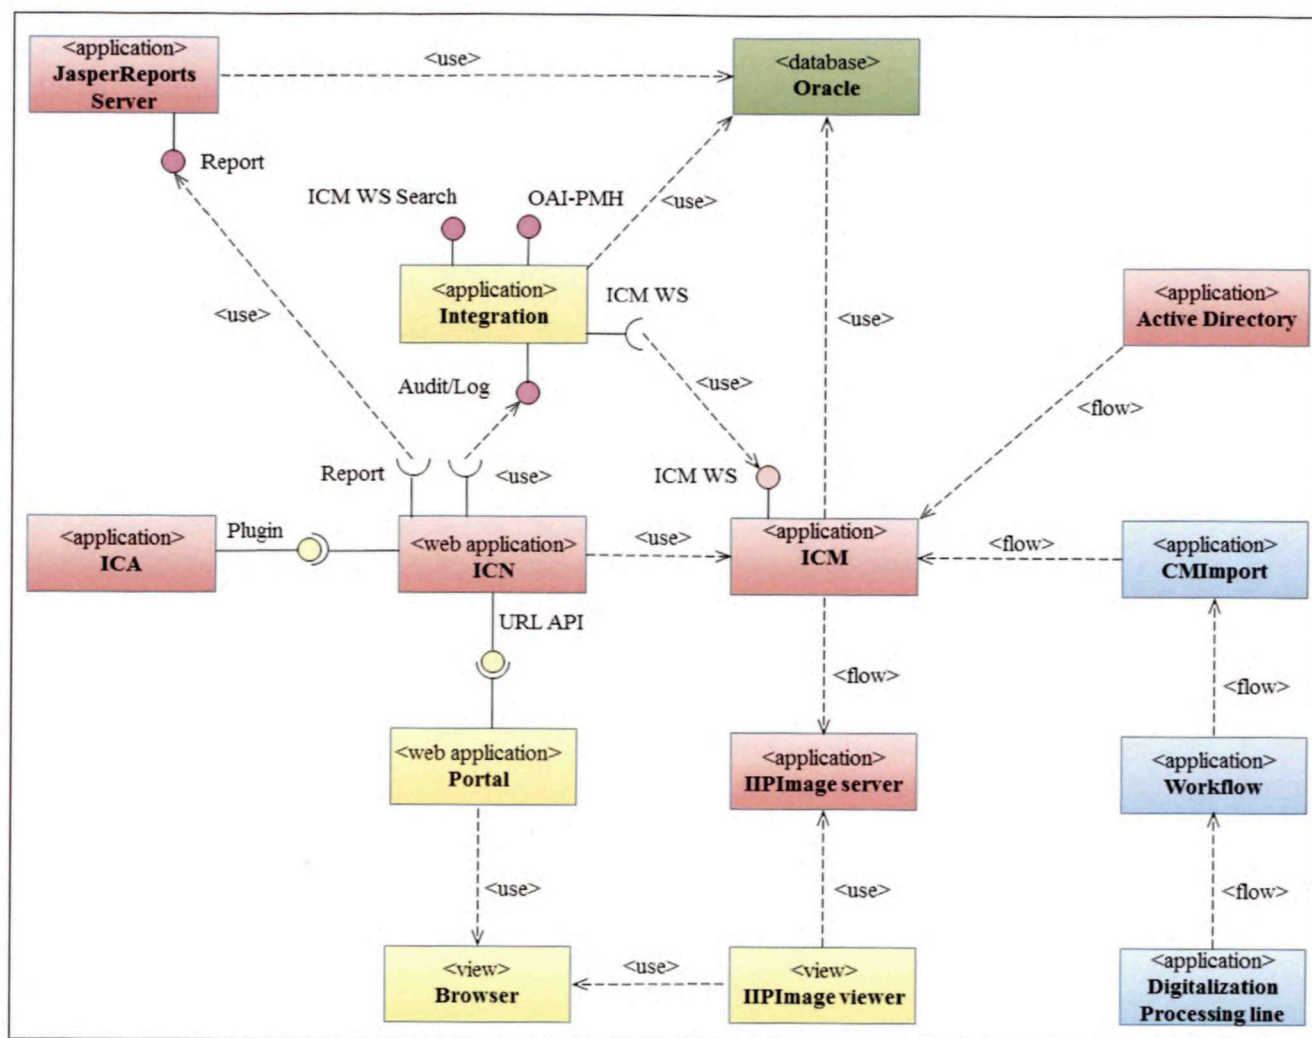 <application>
JasperReports
Server
<use>
<database>
Oracle
Report
ICM WS Search
OAI-PMH
<use>
<application>
Integration
ICM WS
<application>
Active Directory
<use>
<use>
Audit/Log
<use>
<flow>
Report
<use>
ICM WS
<application>
ICA
Plugin
<web application>
ICN
<use>
<application>
ICM
<flow>
<application>
CMImport
URL API
<flow>
<flow>
<web application>
Portal
<application>
IIPImage server
<application>
Workflow
<use>
<use>
<flow>
<view>
Browser
<use>
<view>
IIPImage viewer
<application>
Digitalization
Processing line